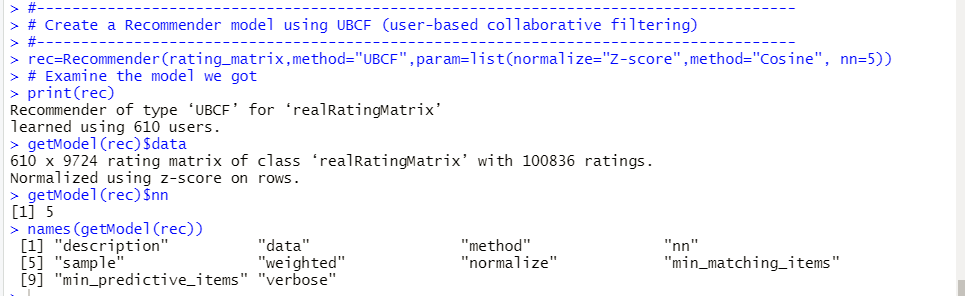 > #----------------------------------------------------------------------------------------
> # Create a Recommender model using UBCF (user-based collaborative filtering)
> #----------------------------------------------------------------------------------------
> rec=Recommender(rating_matrix,method="UBCF",param=list(normalize="Z-score",method="Cosine", nn=5))
> # Examine the model we got
> print(rec)
Recommender of type ‘UBCF’ for ‘realRatingMatrix’
learned using 610 users.
> getModel(rec)$data
610 x 9724 rating matrix of class ‘realRatingMatrix’ with 100836 ratings.
Normalized using z-score on rows.
> getModel(rec)$nn
[1] 5
> names(getModel(rec))
 [1] "description"          "data"                 "method"               "nn"
 [5] "sample"               "weighted"             "normalize"            "min_matching_items"
 [9] "min_predictive_items" "verbose"
>